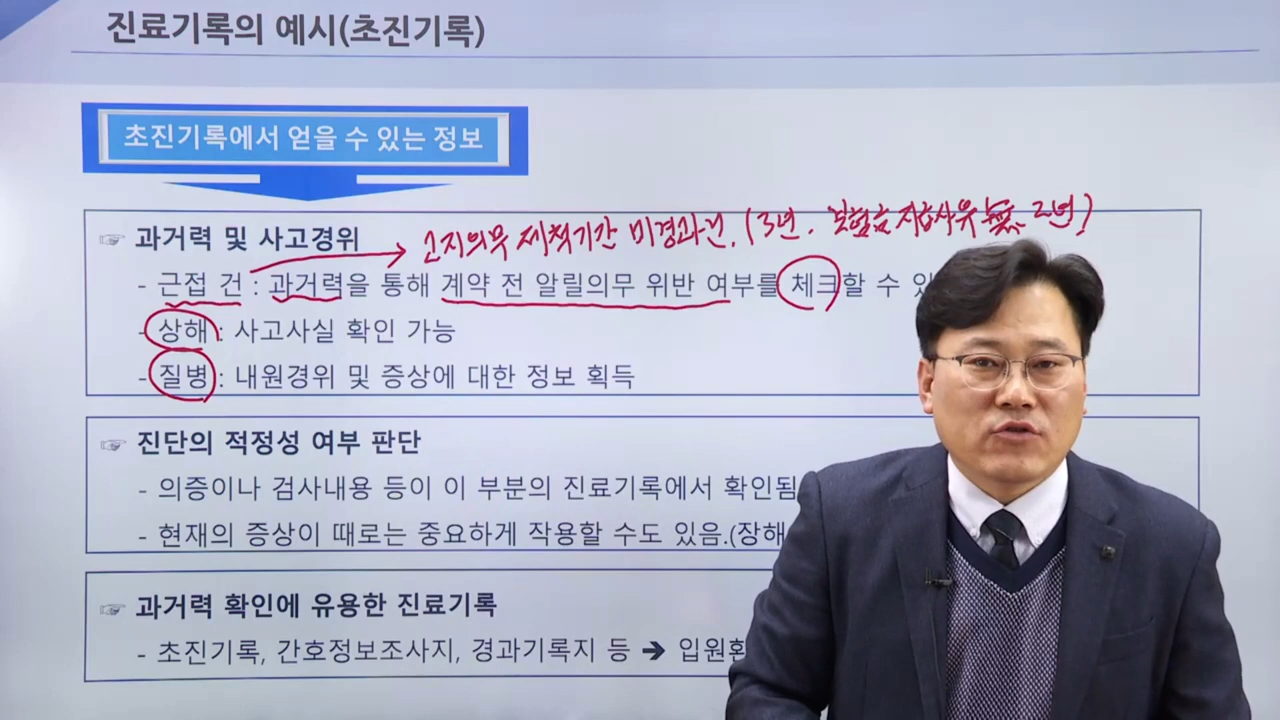 진료기록의 예시(초진기록)
초진기록에서 얻을 수 있는 정보
고지의무 제척기간 미경과건. (3년. 보험금 지급사유 無 2년)
☞ 과거력 및 사고경위
- 근접 건 : 과거력을 통해 계약 전 알릴의무 위반 여부를 체크할 수
- 상해 : 사고사실 확인 가능
- 질병 : 내원경위 및 증상에 대한 정보 획득
☞ 진단의 적정성 여부 판단
- 의증이나 검사내용 등이 이 부분의 진료기록에서 확인됨
- 현재의 증상이 때로는 중요하게 작용할 수도 있음.(장해
☞ 과거력 확인에 유용한 진료기록
- 초진기록, 간호정보조사지, 경과기록지 등 ➔ 입원환